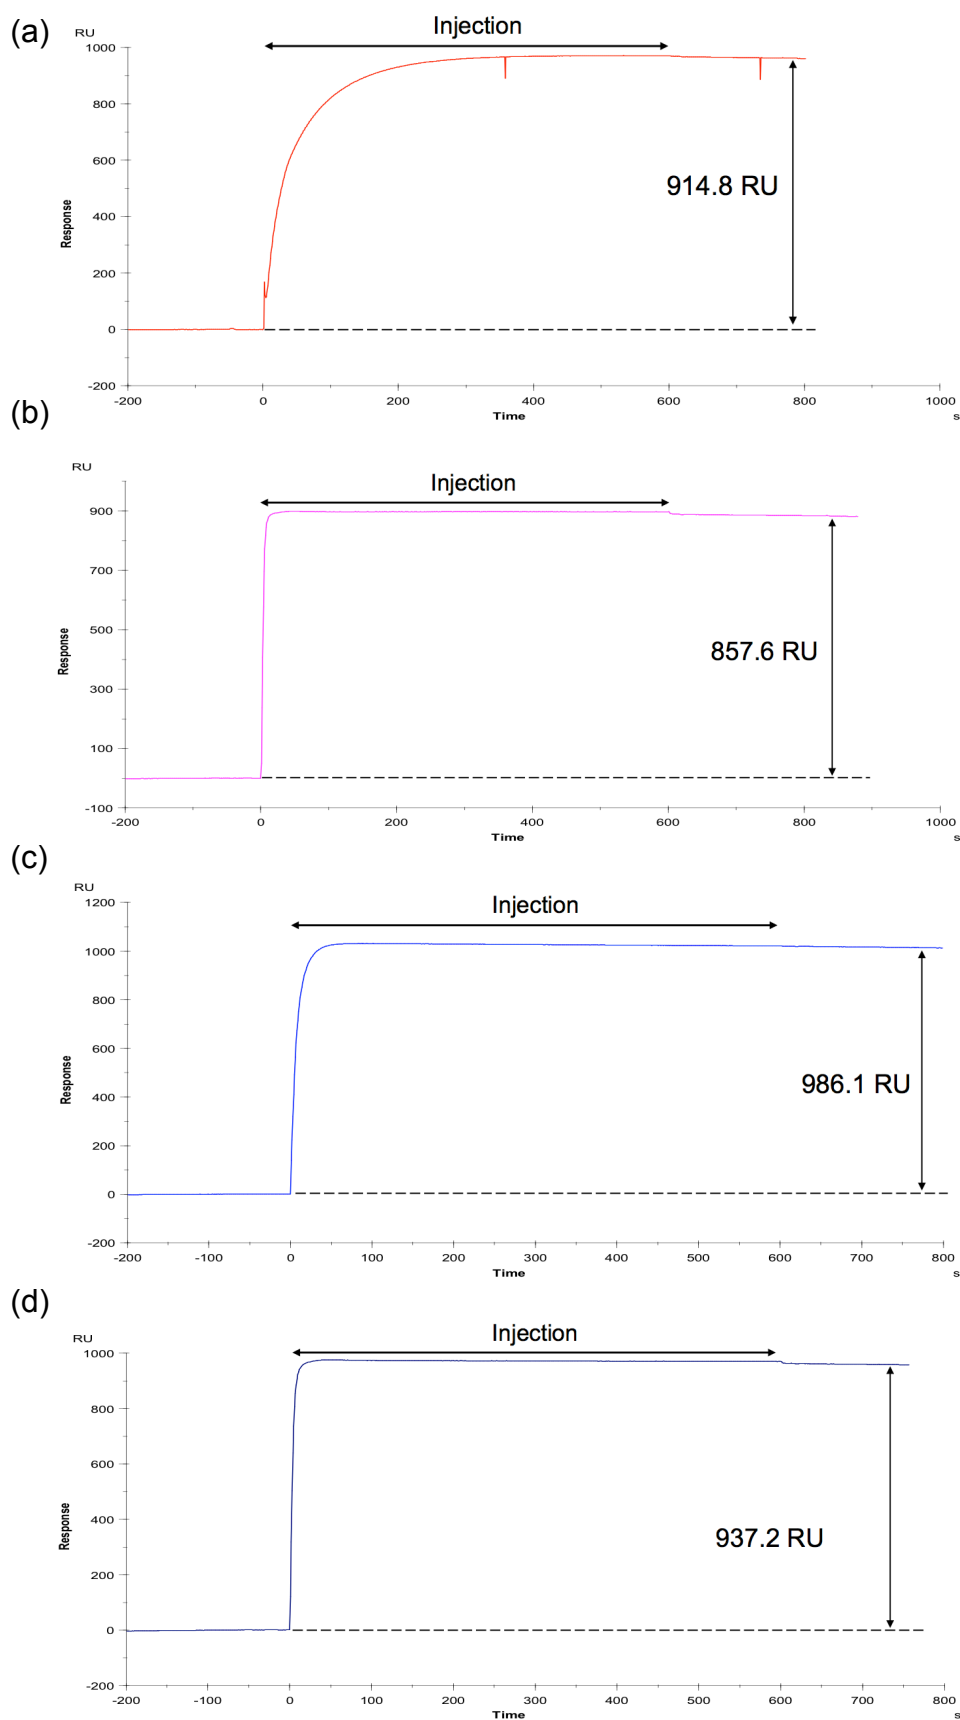 (a)
RU
Injection
1000
800
600
400
200
0
-200
Response
914.8 RU
-200 0 200 400 600 800 1000
Time s
(b)
RU
Injection
900
700
500
300
100
-100
Response
857.6 RU
-200 0 200 400 600 800 1000
Time s
(c)
RU
Injection
1200
1000
800
600
400
200
0
-200
Response
986.1 RU
-200 -100 0 100 200 300 400 500 600 700 800
Time s
(d)
RU
Injection
1000
800
600
400
200
0
-200
Response
937.2 RU
-200 -100 0 100 200 300 400 500 600 700 800
Time s